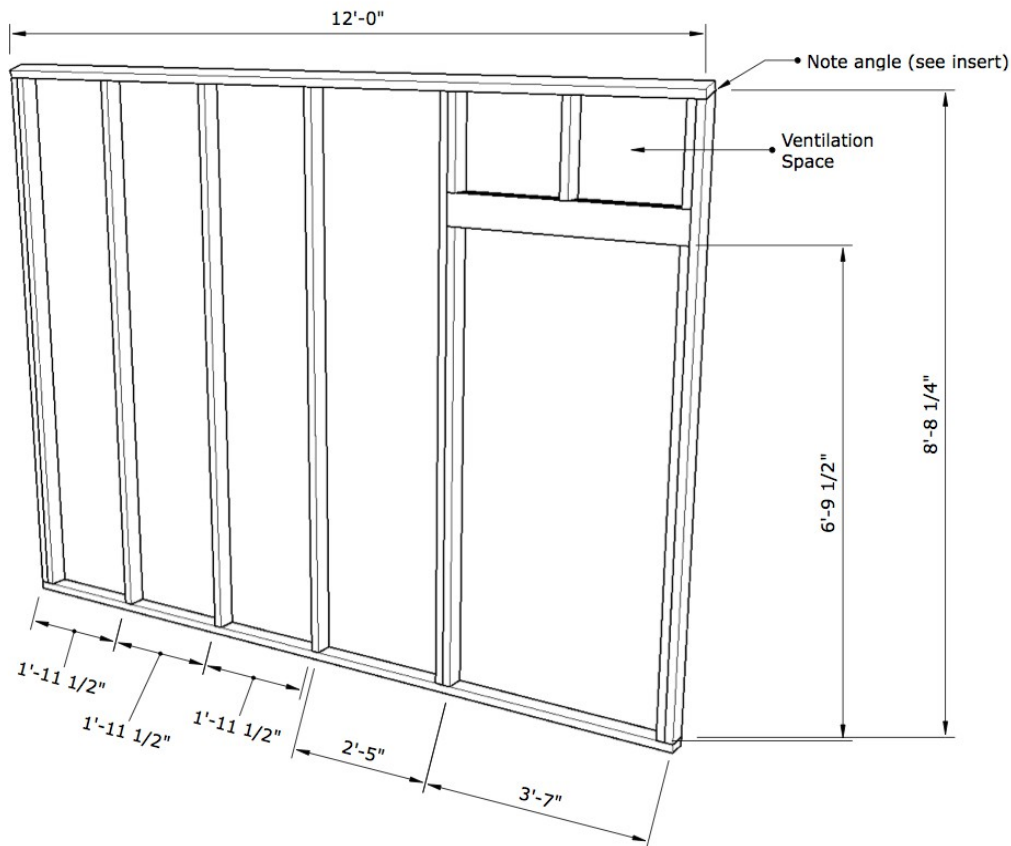 12'-0"
Note angle (see insert)
Ventilation
Space
8'-8 1/4"
6'-9 1/2"
1'-11 1/2"
1'-11 1/2"
1'-11 1/2"
2'-5"
3'-7"